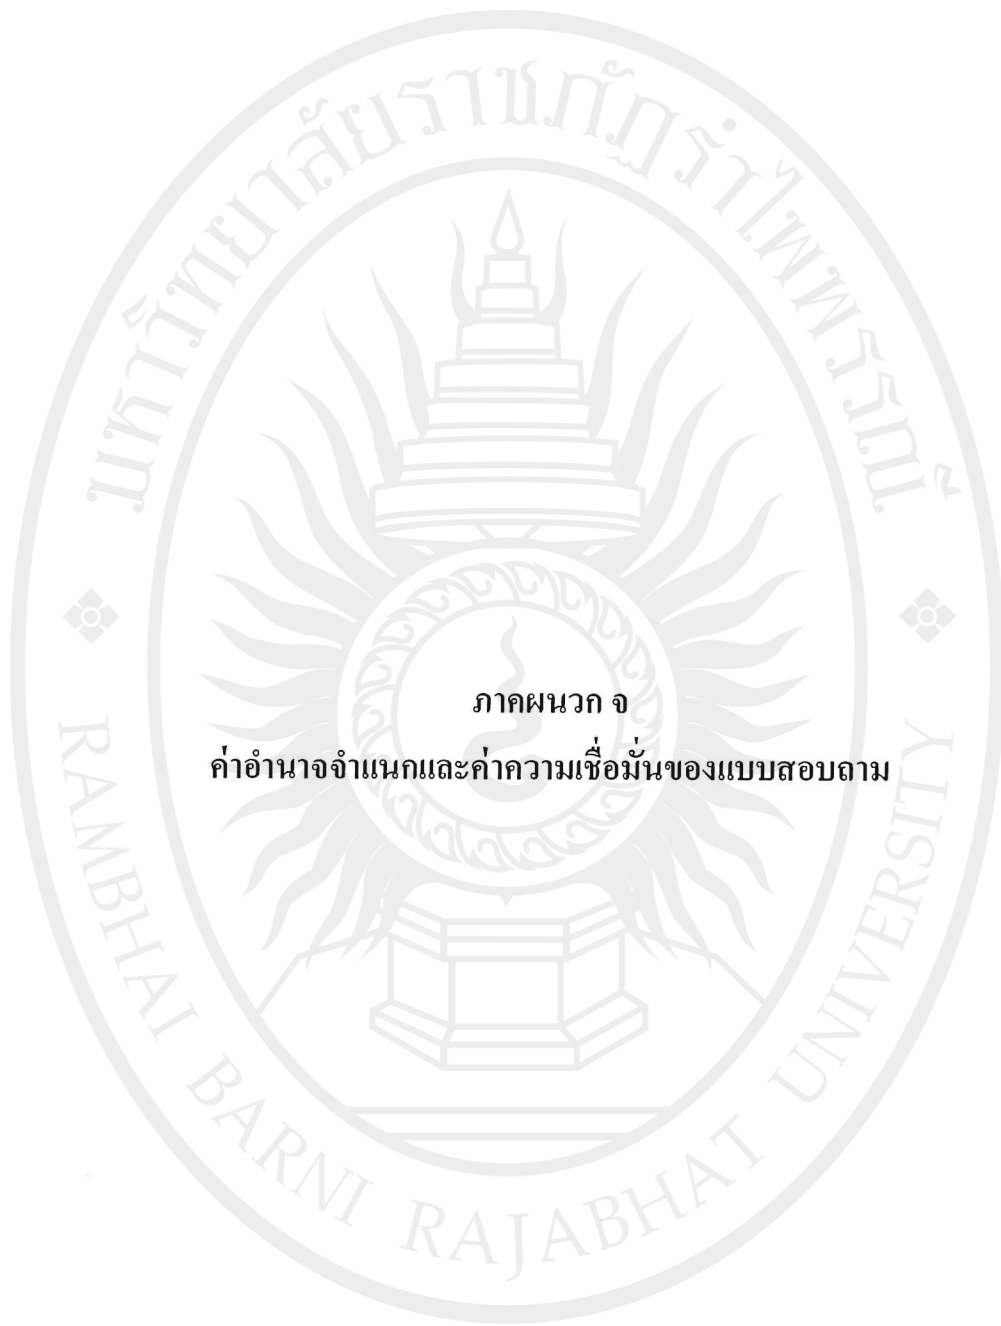 มหาวิทยาลัยราชภัฏรำไพพรรณี
ภาคผนวก จ
ค่าอำนาจจำแนกและค่าความเชื่อมั่นของแบบสอบถาม
RAMBHAI BARNI RAJABHAT UNIVERSITY